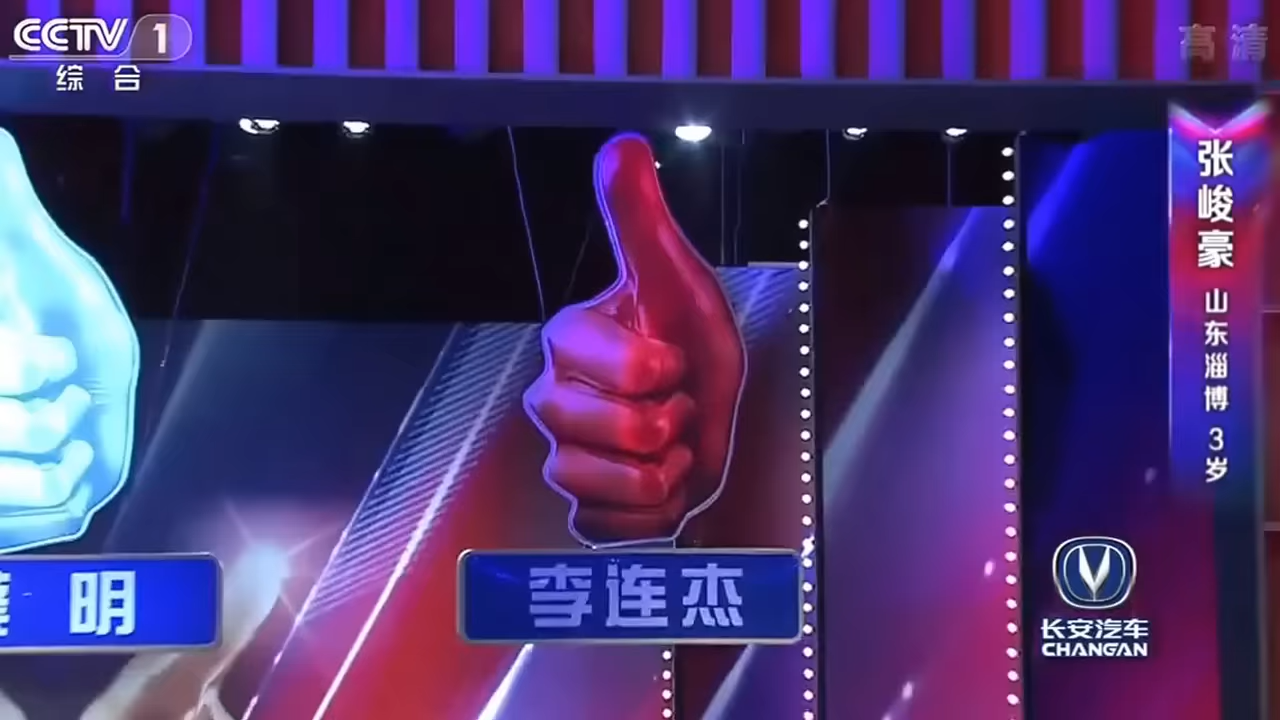 CCTV 1
综合
高清
张峻豪 山东淄博 3岁
明
李连杰
长安汽车
CHANGAN